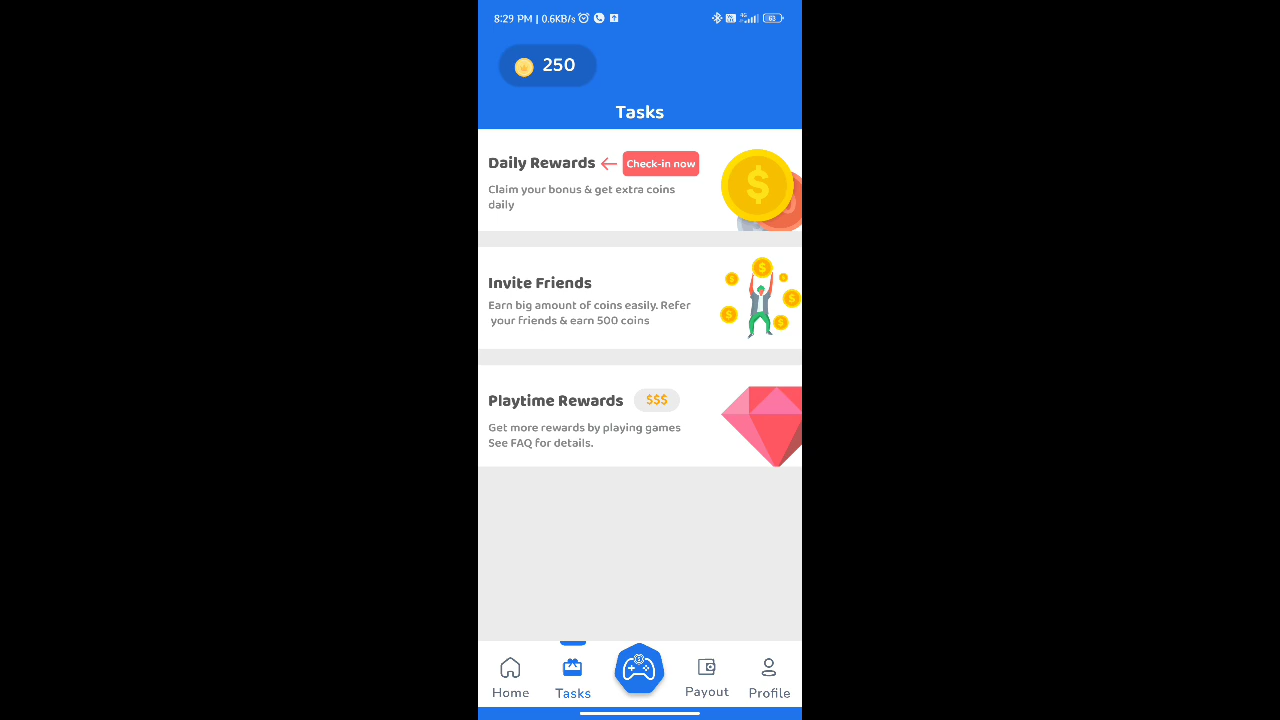 8:29 PM | 0.6KB/s
4G
63
250
Tasks
Daily Rewards
Check-in now
Claim your bonus & get extra coins
daily
Invite Friends
Earn big amount of coins easily. Refer
your friends & earn 500 coins
Playtime Rewards $$$
Get more rewards by playing games
See FAQ for details.
Home
Tasks
Payout
Profile